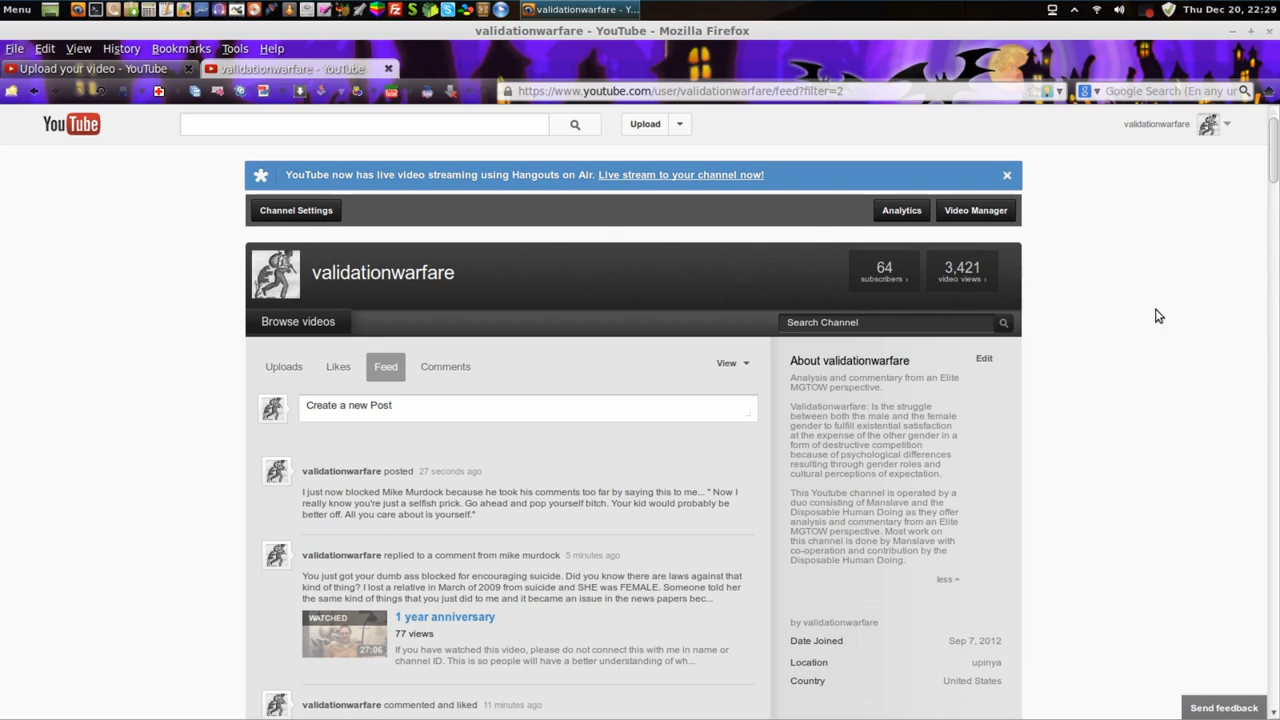 Menu
validationwarfare - Y...
Thu Dec 20, 22:29
validationwarfare - YouTube - Mozilla Firefox
File Edit View History Bookmarks Tools Help
Upload your video - YouTube
validationwarfare - YouTube
https://www.youtube.com/user/validationwarfare/feed?filter=2
Google Search (En any ur
YouTube
Upload
validationwarfare
YouTube now has live video streaming using Hangouts on Air. Live stream to your channel now!
Channel Settings
Analytics
Video Manager
validationwarfare
64
subscribers ›
3,421
video views ›
Browse videos
Search Channel
Uploads
Likes
Feed
Comments
View
Create a new Post
validationwarfare posted 27 seconds ago
I just now blocked Mike Murdock because he took his comments too far by saying this to me... " Now I
really know you're just a selfish prick. Go ahead and pop yourself bitch. Your kid would probably be
better off. All you care about is yourself."
validationwarfare replied to a comment from mike murdock 5 minutes ago
You just got your dumb ass blocked for encouraging suicide. Did you know there are laws against that
kind of thing? I lost a relative in March of 2009 from suicide and SHE was FEMALE. Someone told her
the same kind of things that you just did to me and it became an issue in the news papers bec...
WATCHED
27:06
1 year anniversary
77 views
If you have watched this video, please do not connect this with me in name or
channel ID. This is so people will have a better understanding of wh...
validationwarfare commented and liked 11 minutes ago
About validationwarfare
Edit
Analysis and commentary from an Elite
MGTOW perspective.
Validationwarfare: Is the struggle
between both the male and the female
gender to fulfill existential satisfaction
at the expense of the other gender in a
form of destructive competition
because of psychological differences
resulting through gender roles and
cultural perceptions of expectation.
This Youtube channel is operated by a
duo consisting of Manslave and the
Disposable Human Doing as they offer
analysis and commentary from an Elite
MGTOW perspective. Most work on
this channel is done by Manslave with
co-operation and contribution by the
Disposable Human Doing.
less
by validationwarfare
Date Joined Sep 7, 2012
Location upinya
Country United States
Send feedback